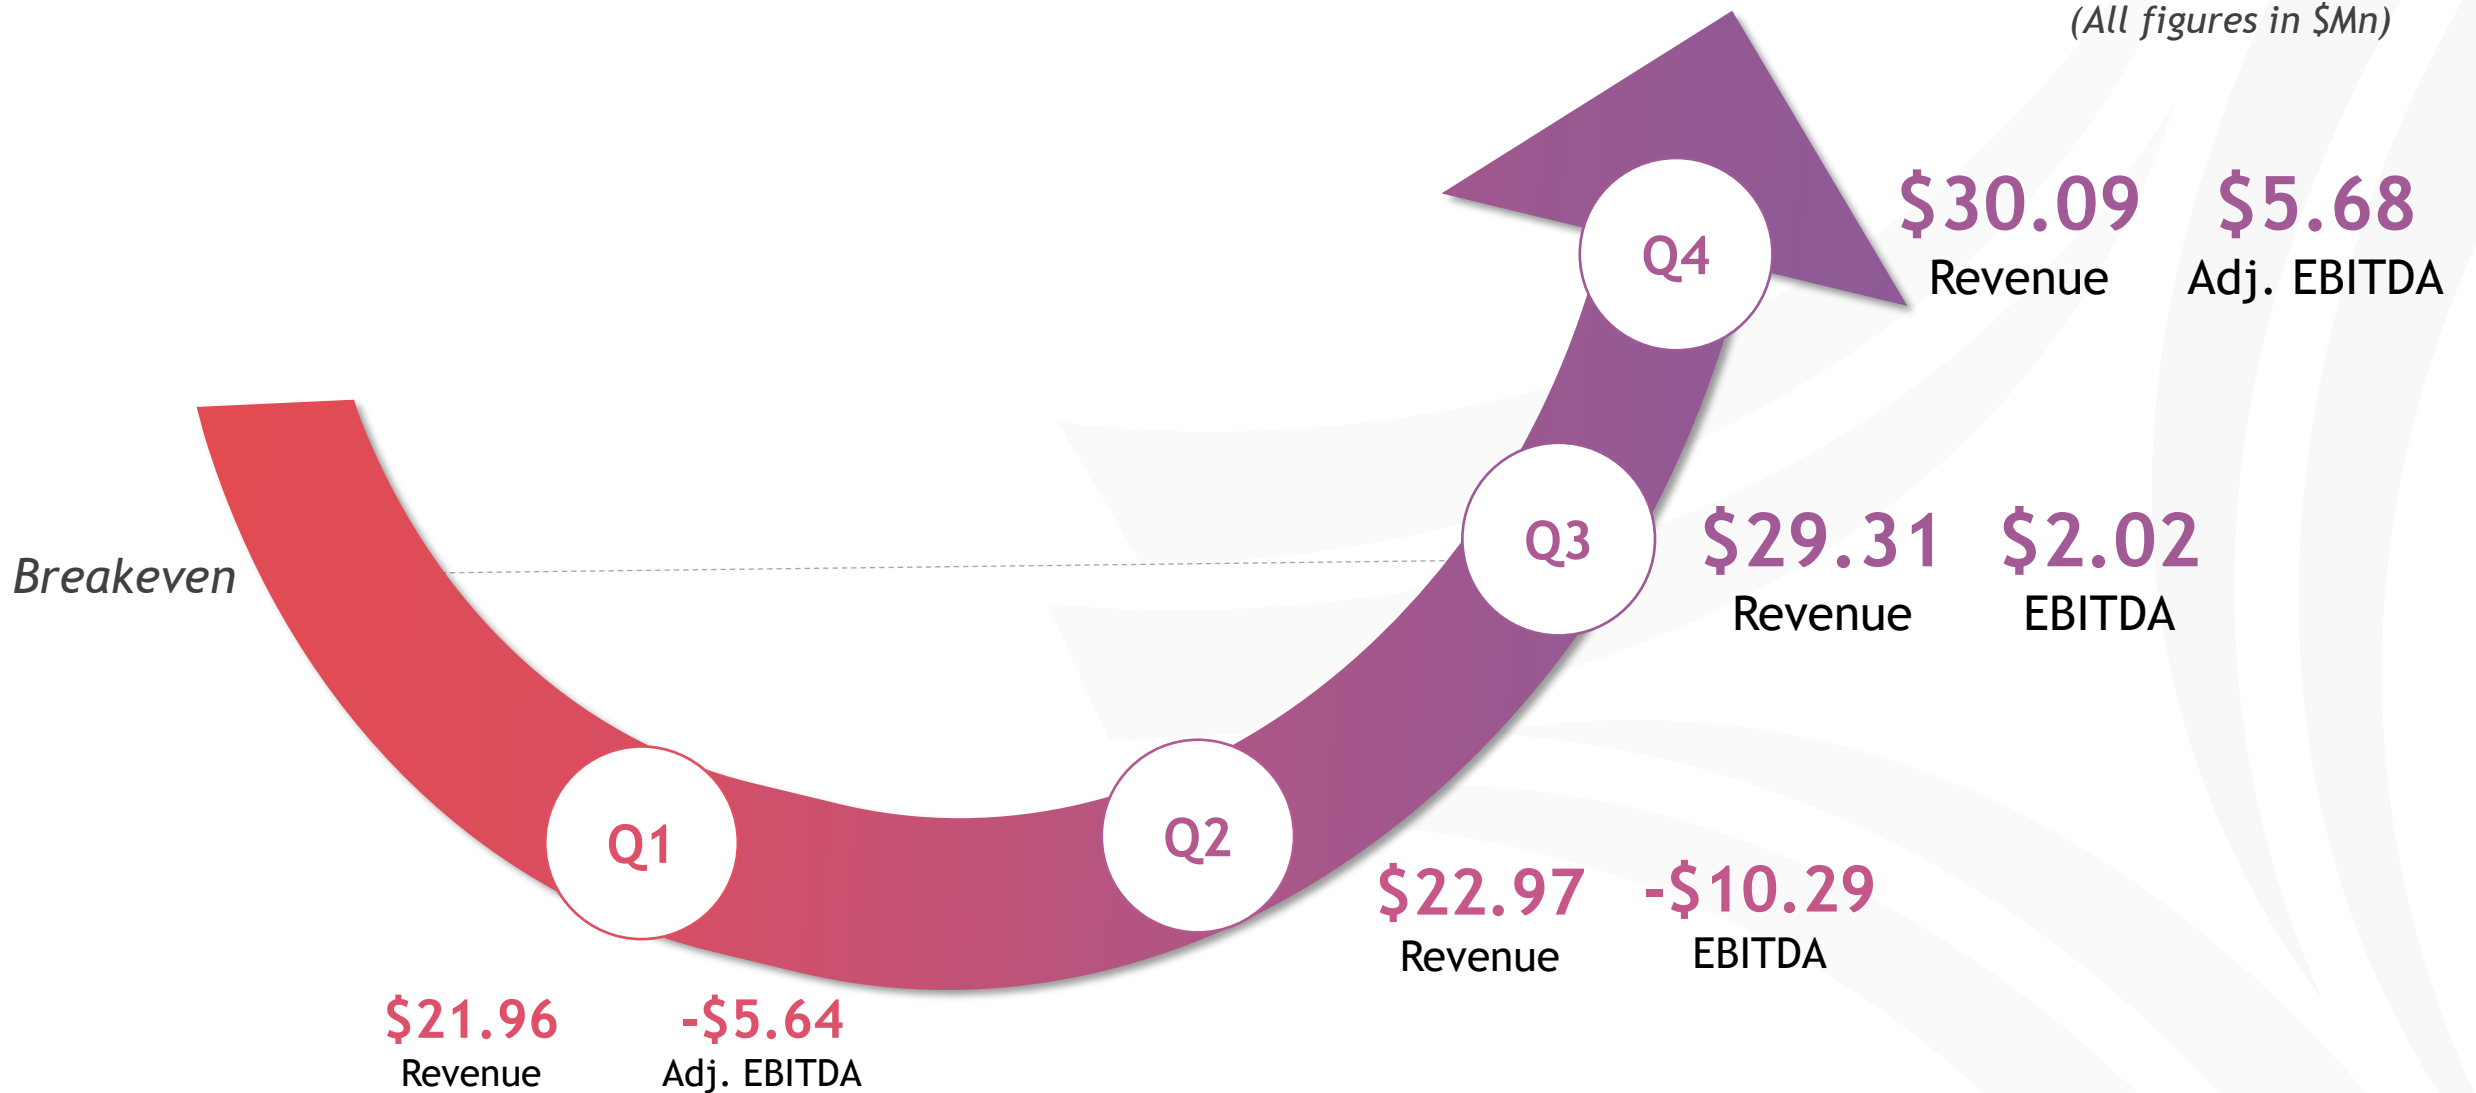 (All figures in $Mn)
Q4
$30.09 $5.68
Revenue Adj. EBITDA
Breakeven
Q3
$29.31 $2.02
Revenue EBITDA
Q1
Q2
$22.97 -$10.29
Revenue EBITDA
$21.96 -$5.64
Revenue Adj. EBITDA